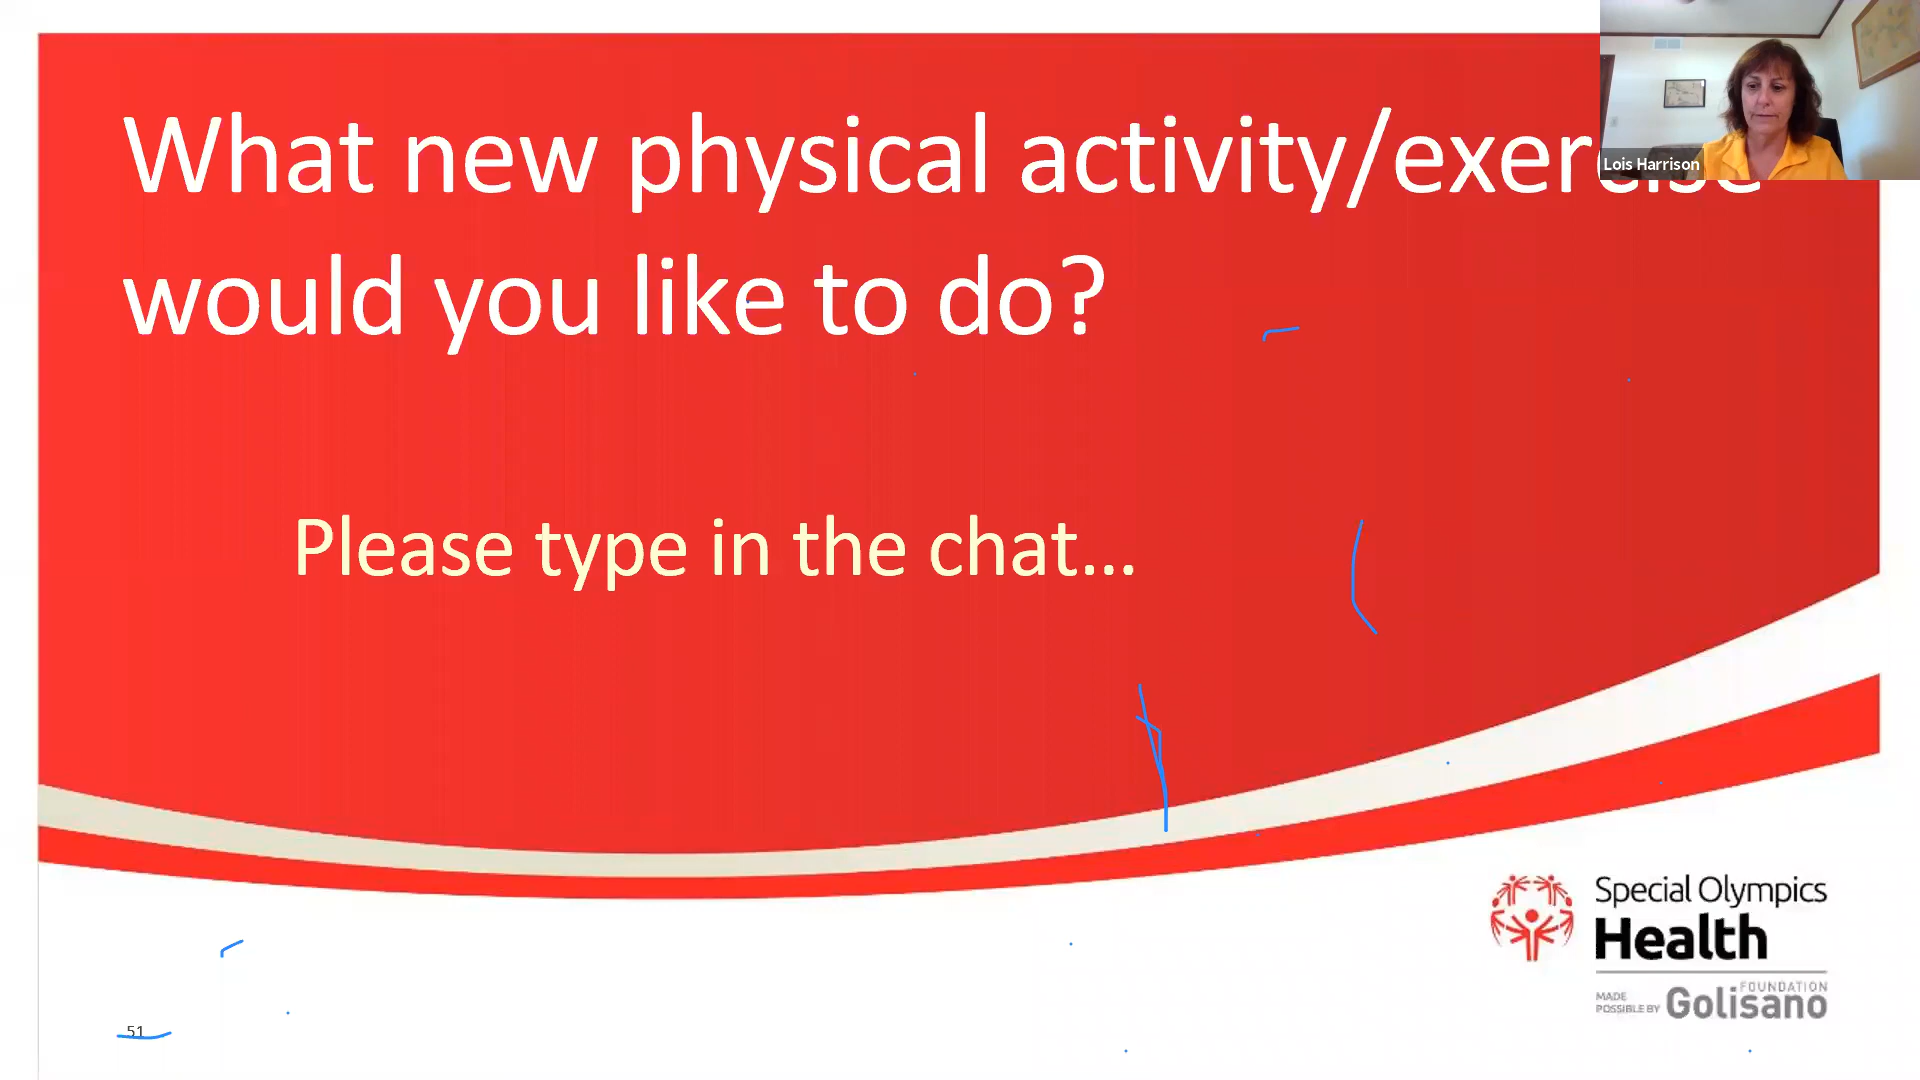 What new physical activity/exercise
would you like to do?
Lois Harrison
Please type in the chat...
Special Olympics
Health
MADE
POSSIBLE BY
FOUNDATION
Golisano
51